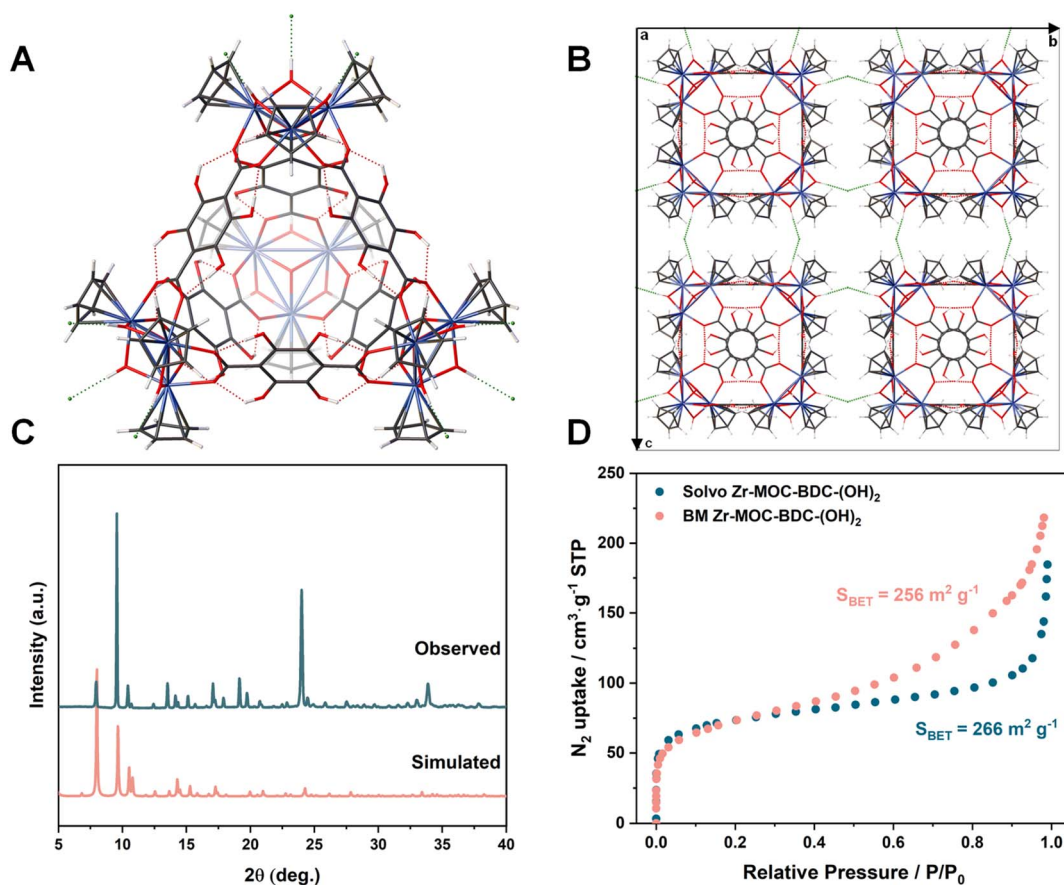 A
B
a
b
c
C
Intensity (a.u.)
Observed
Simulated
5 10 15 20 25 30 35 40
2θ (deg.)
D
N₂ uptake / cm³·g⁻¹ STP
250
200
150
100
50
0
Solvo Zr-MOC-BDC-(OH)₂
BM Zr-MOC-BDC-(OH)₂
S_BET = 256 m² g⁻¹
S_BET = 266 m² g⁻¹
0.0 0.2 0.4 0.6 0.8 1.0
Relative Pressure / P/P₀